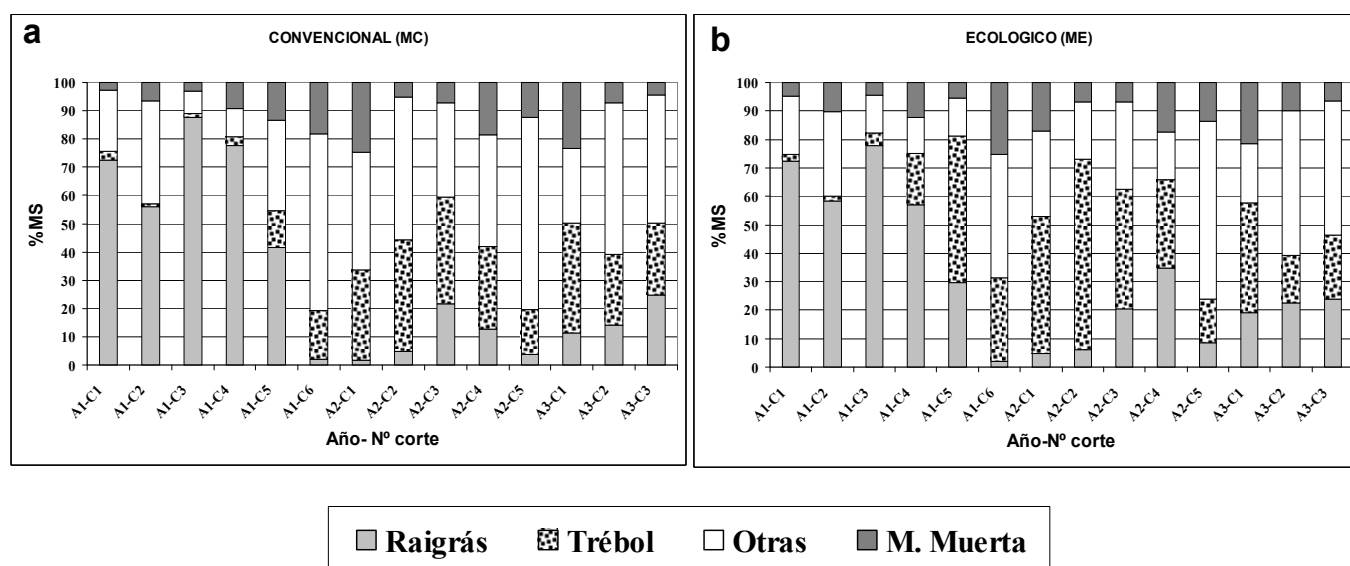 a
CONVENCIONAL (MC)
%MS
100
90
80
70
60
50
40
30
20
10
0
A1-C1
A1-C2
A1-C3
A1-C4
A1-C5
A1-C6
A2-C1
A2-C2
A2-C3
A2-C4
A2-C5
A3-C1
A3-C2
A3-C3
Año- Nº corte
b
ECOLOGICO (ME)
%MS
100
90
80
70
60
50
40
30
20
10
0
A1-C1
A1-C2
A1-C3
A1-C4
A1-C5
A1-C6
A2-C1
A2-C2
A2-C3
A2-C4
A2-C5
A3-C1
A3-C2
A3-C3
Año-Nº corte
Raigrás Trébol Otras M. Muerta